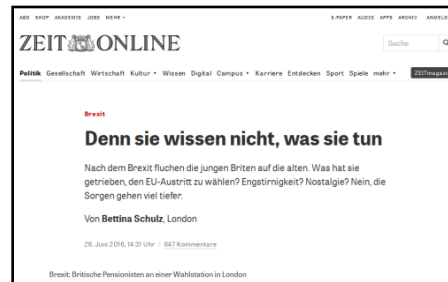 ABO SHOP AKADEMIE JOBS MEHR
E-PAPER AUDIO APPS ARCHIV ANMELD
ZEIT ONLINE
Suche
Politik Gesellschaft Wirtschaft Kultur Wissen Digital Campus Karriere Entdecken Sport Spiele mehr ZEITmagazi
Brexit
Denn sie wissen nicht, was sie tun
Nach dem Brexit fluchen die jungen Briten auf die alten. Was hat sie
getrieben, den EU-Austritt zu wählen? Engstirnigkeit? Nostalgie? Nein, die
Sorgen gehen viel tiefer.
Von Bettina Schulz, London
26. Juni 2016, 14:31 Uhr / 647 Kommentare
Brexit: Britische Pensionisten an einer Wahlstation in London